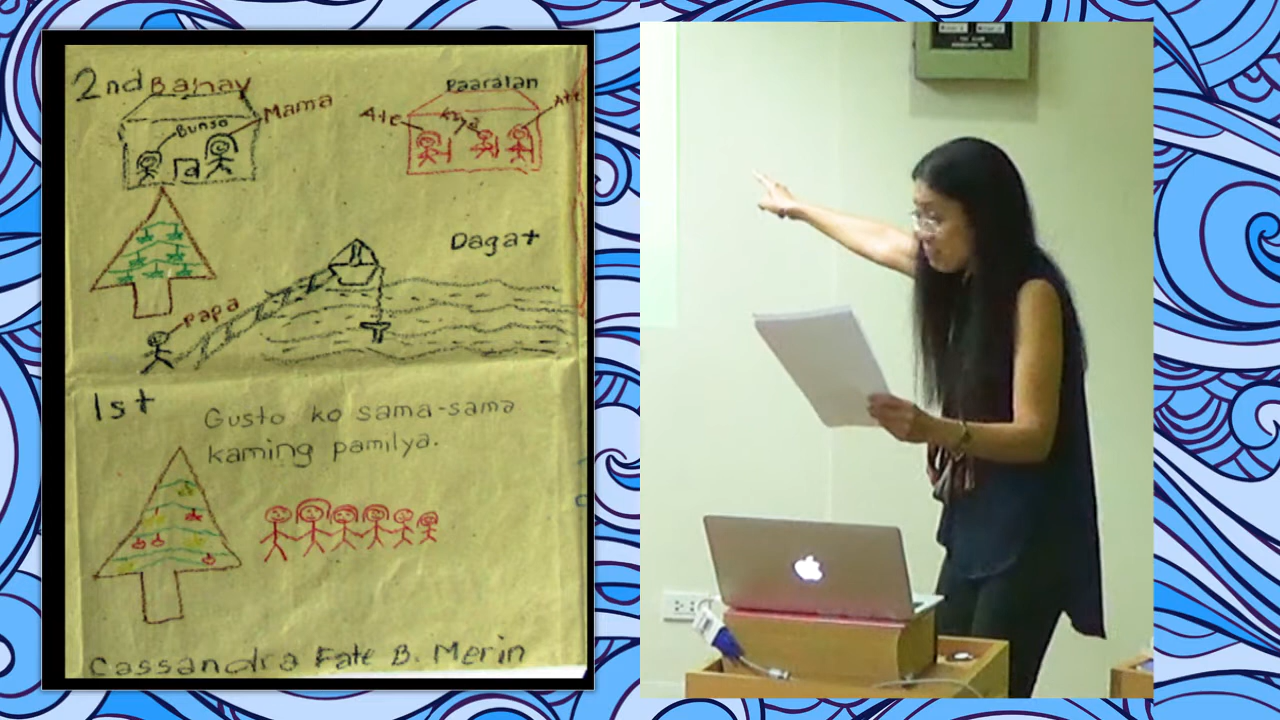 2nd Bahay
Paaralan
Bunso
Mama
Ate
Kuya
Ate
Dagat
Papa
1st
Gusto ko sama-sama
kaming pamilya.
Cassandra Fate B. Merin